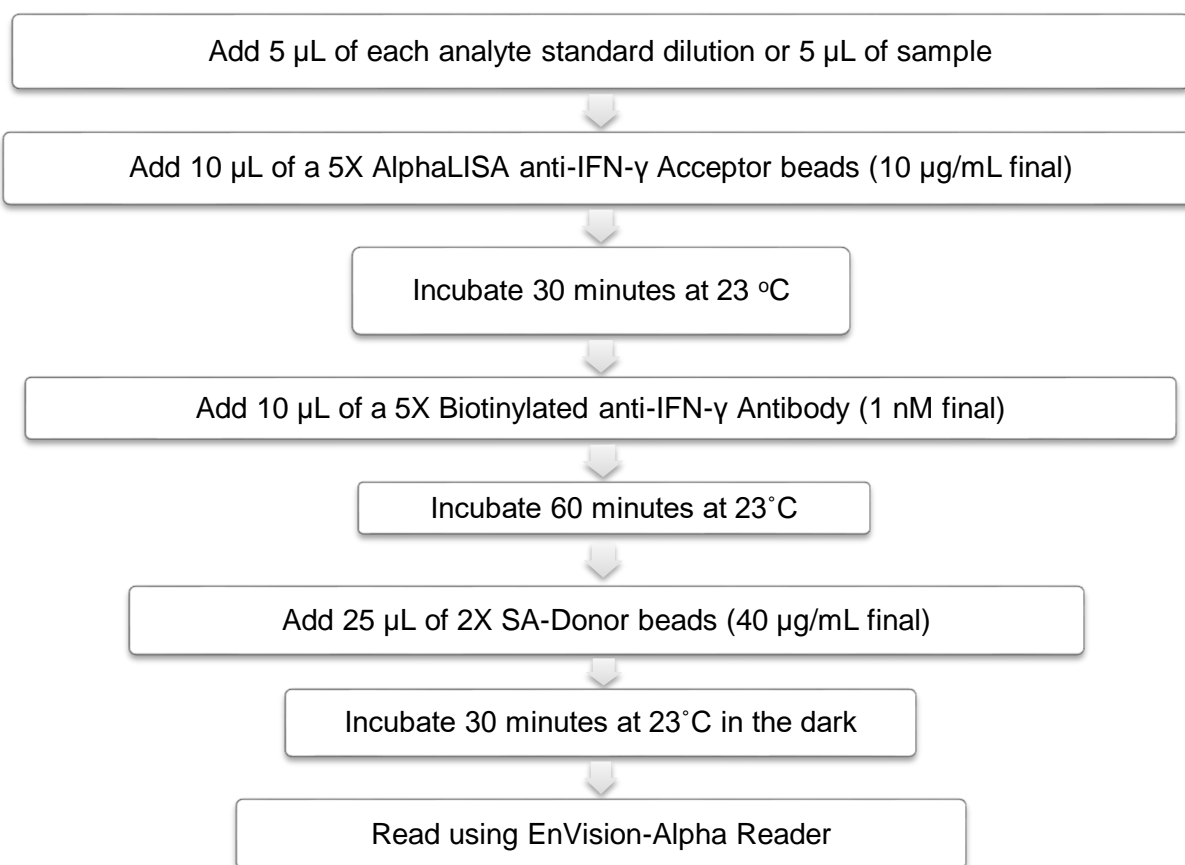 Add 5 µL of each analyte standard dilution or 5 µL of sample
Add 10 µL of a 5X AlphaLISA anti-IFN-γ Acceptor beads (10 µg/mL final)
Incubate 30 minutes at 23 ºC
Add 10 µL of a 5X Biotinylated anti-IFN-γ Antibody (1 nM final)
Incubate 60 minutes at 23˚C
Add 25 µL of 2X SA-Donor beads (40 µg/mL final)
Incubate 30 minutes at 23˚C in the dark
Read using EnVision-Alpha Reader